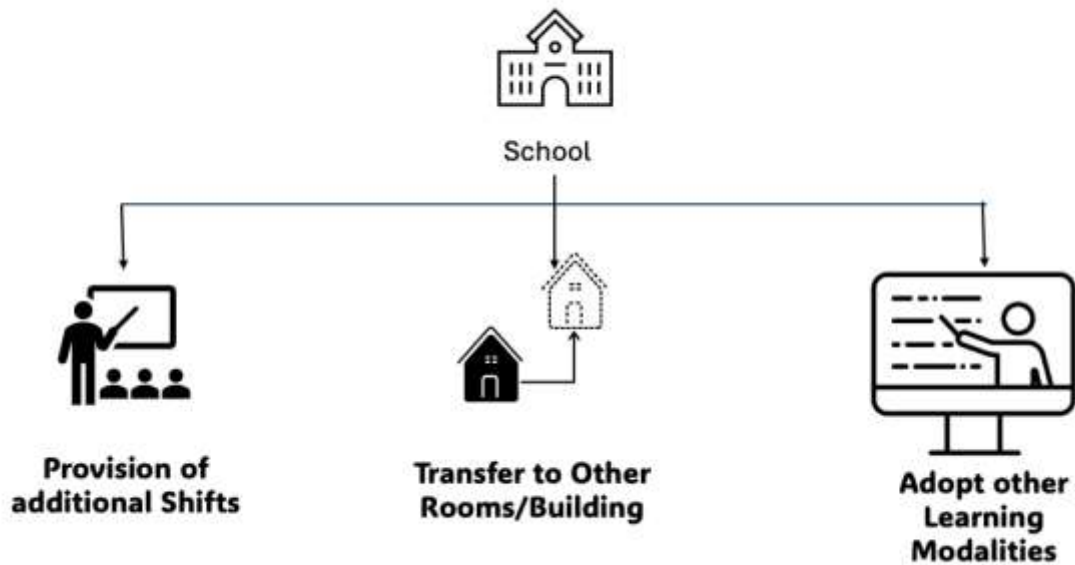 School
Provision of
additional Shifts
Transfer to Other
Rooms/Building
Adopt other
Learning
Modalities